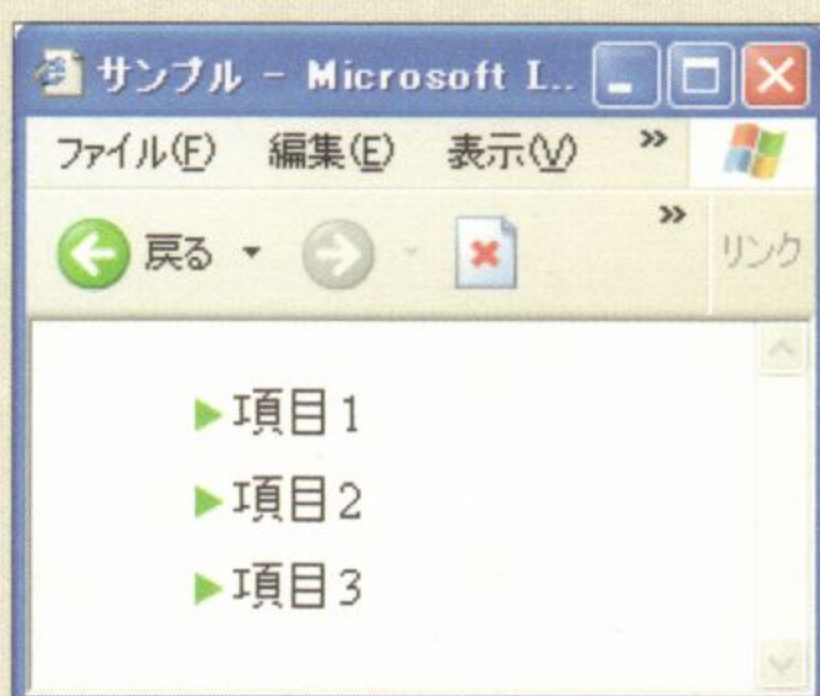 サンプル - Microsoft I..
ファイル(F) 編集(E) 表示(V) »
戻る » リンク
▶項目1
▶項目2
▶項目3